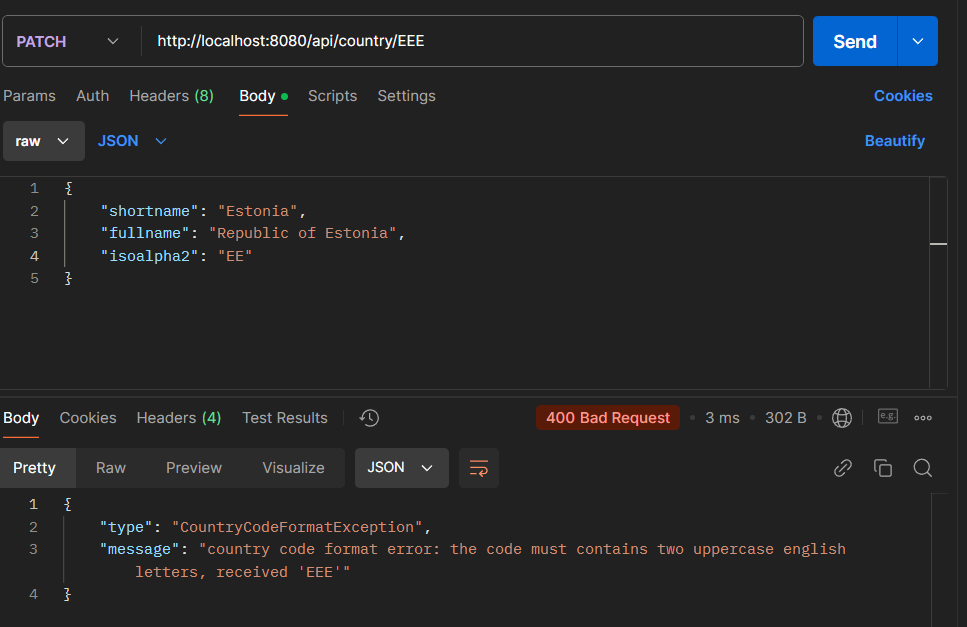 PATCH http://localhost:8080/api/country/EEE Send
Params Auth Headers (8) Body Scripts Settings Cookies
raw JSON Beautify
1 {
2 "shortname": "Estonia",
3 "fullname": "Republic of Estonia",
4 "isoalpha2": "EE"
5 }
Body Cookies Headers (4) Test Results 400 Bad Request 3 ms 302 B e.g.
Pretty Raw Preview Visualize JSON
1 {
2 "type": "CountryCodeFormatException",
3 "message": "country code format error: the code must contains two uppercase english
letters, received 'EEE'"
4 }